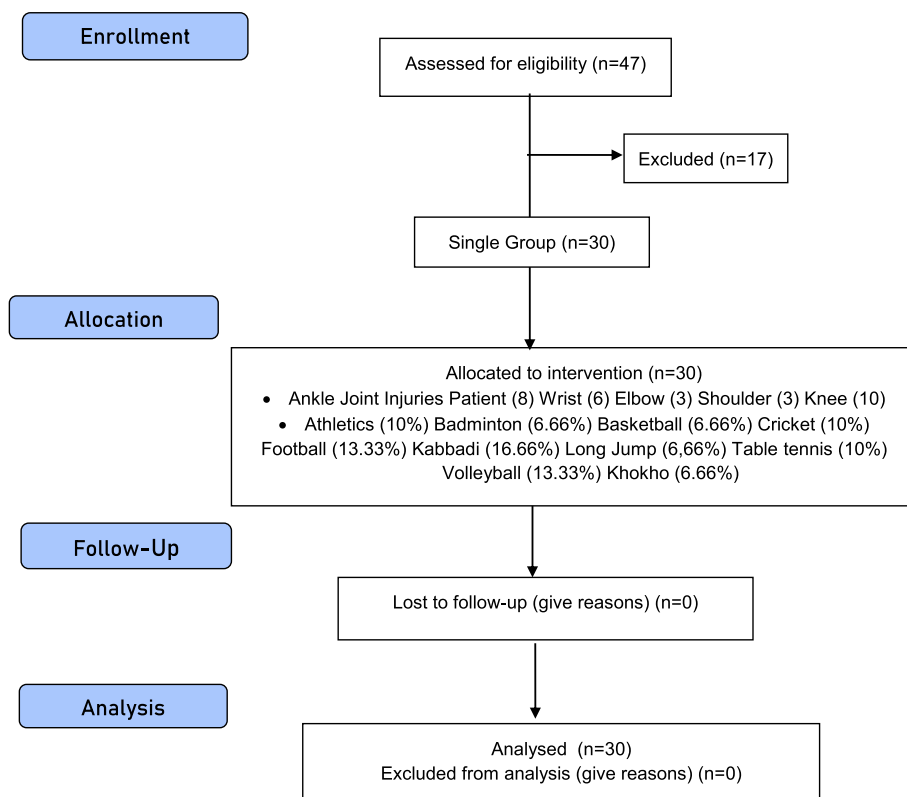 Enrollment
Assessed for eligibility (n=47)
Excluded (n=17)
Single Group (n=30)
Allocation
Allocated to intervention (n=30)
• Ankle Joint Injuries Patient (8) Wrist (6) Elbow (3) Shoulder (3) Knee (10)
• Athletics (10%) Badminton (6.66%) Basketball (6.66%) Cricket (10%)
Football (13.33%) Kabbadi (16.66%) Long Jump (6,66%) Table tennis (10%)
Volleyball (13.33%) Khokho (6.66%)
Follow-Up
Lost to follow-up (give reasons) (n=0)
Analysis
Analysed (n=30)
Excluded from analysis (give reasons) (n=0)